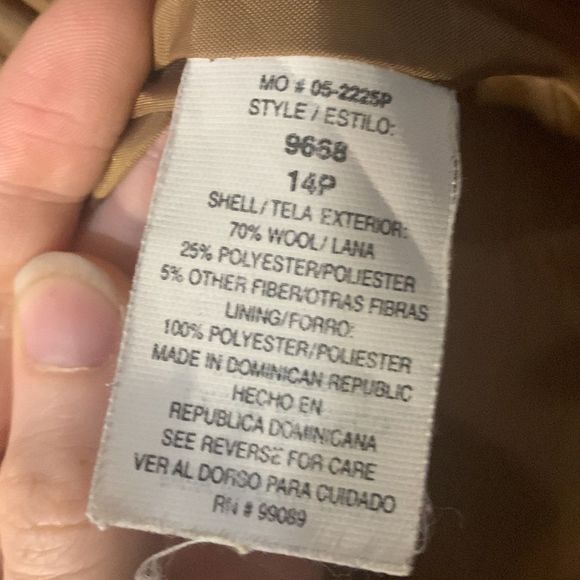 MO # 05-2225P
STYLE / ESTILO:
9668
14P
SHELL / TELA EXTERIOR:
70% WOOL / LANA
25% POLYESTER/POLIESTER
5% OTHER FIBER/OTRAS FIBRAS
LINING/FORRO:
100% POLYESTER/POLIESTER
MADE IN DOMINICAN REPUBLIC
HECHO EN
REPUBLICA DOMINICANA
SEE REVERSE FOR CARE
VER AL DORSO PARA CUIDADO
RN # 99089